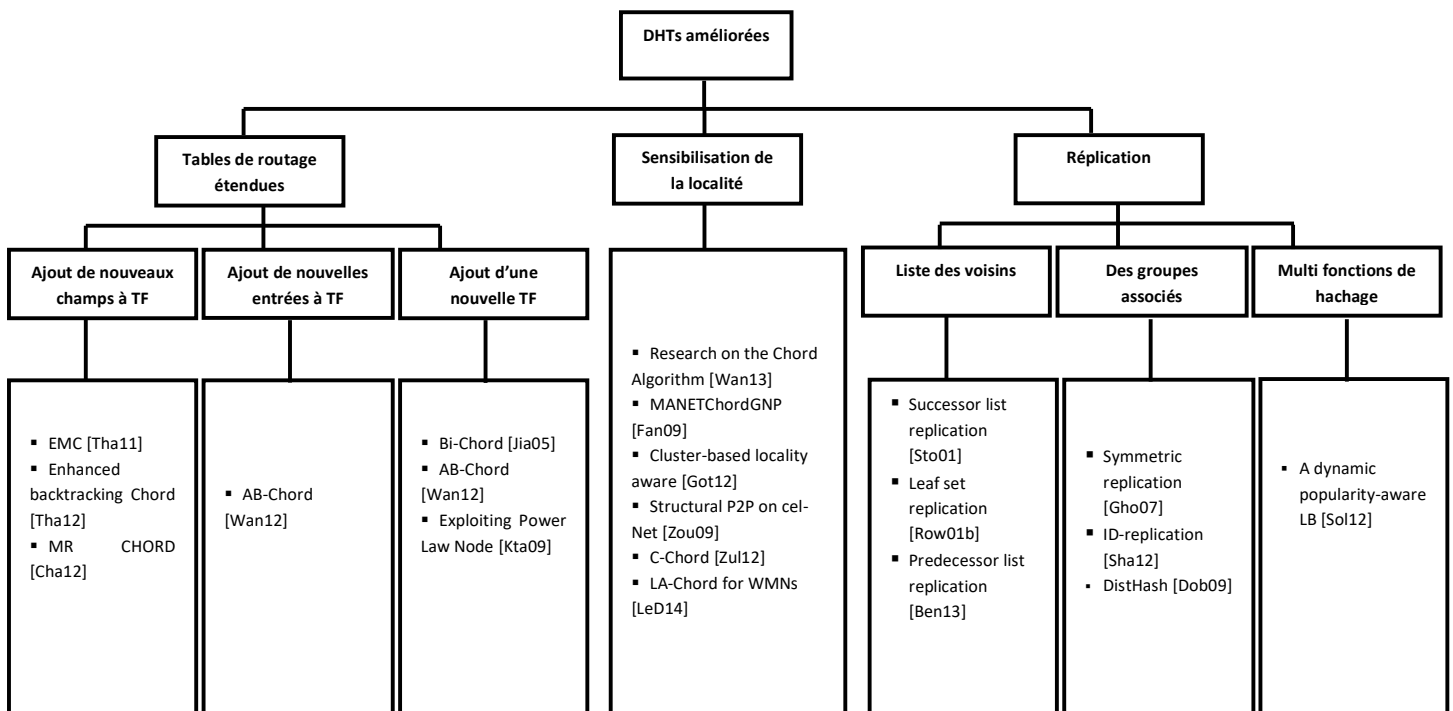 DHTs améliorées
Tables de routage
étendues
Sensibilisation de
la localité
Réplication
Ajout de nouveaux
champs à TF
Ajout de nouvelles
entrées à TF
Ajout d’une
nouvelle TF
Liste des voisins
Des groupes
associés
Multi fonctions de
hachage
▪ EMC [Tha11]
▪ Enhanced
backtracking Chord
[Tha12]
▪ MR CHORD
[Cha12]
▪ AB-Chord
[Wan12]
▪ Bi-Chord [Jia05]
▪ AB-Chord
[Wan12]
▪ Exploiting Power
Law Node [Kta09]
▪ Research on the Chord
Algorithm [Wan13]
▪ MANETChordGNP
[Fan09]
▪ Cluster-based locality
aware [Got12]
▪ Structural P2P on cel-
Net [Zou09]
▪ C-Chord [Zul12]
▪ LA-Chord for WMNs
[LeD14]
▪ Successor list
replication
[Sto01]
▪ Leaf set
replication
[Row01b]
▪ Predecessor list
replication
[Ben13]
▪ Symmetric
replication
[Gho07]
▪ ID-replication
[Sha12]
▪ DistHash [Dob09]
▪ A dynamic
popularity-aware
LB [Sol12]